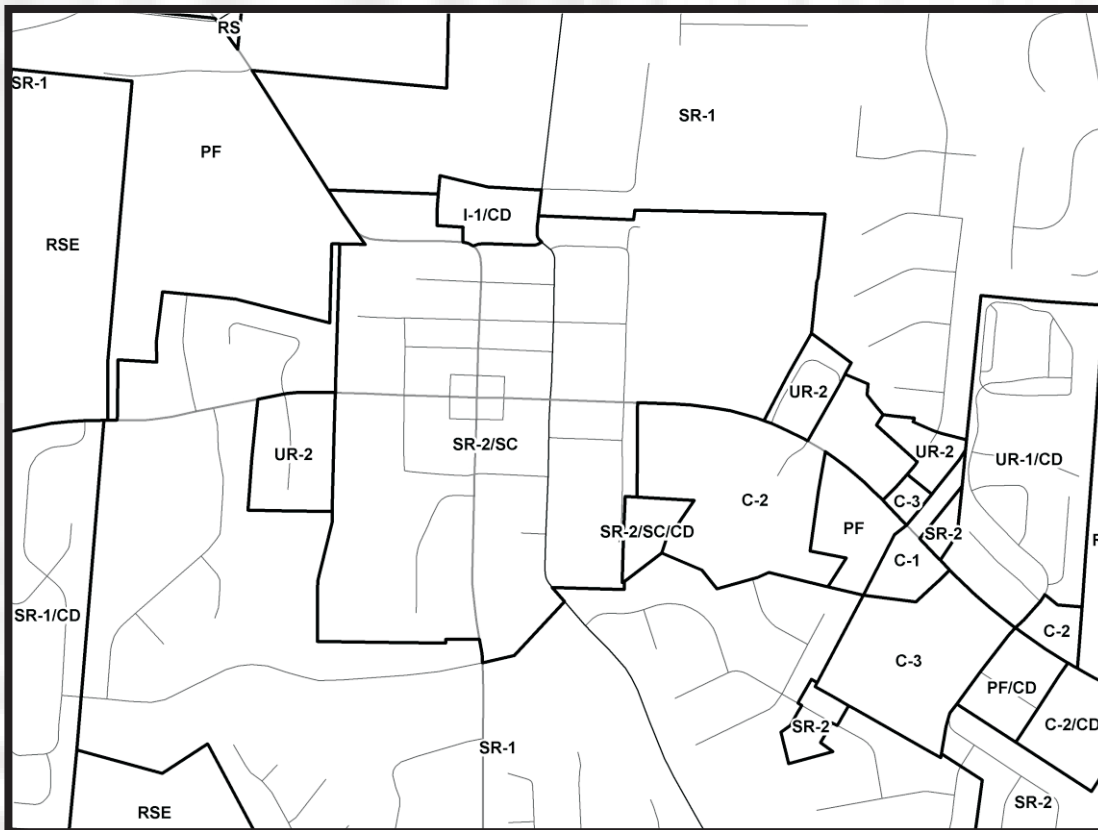 RS
SR-1
SR-1
PF
I-1/CD
RSE
UR-2
SR-2/SC
UR-2
UR-2
UR-2
UR-1/CD
C-2
C-3
PF
SR-2/SC/CD
SR-2
C-1
SR-1/CD
C-2
C-3
PF/CD
C-2/CD
SR-2
SR-1
SR-2
RSE